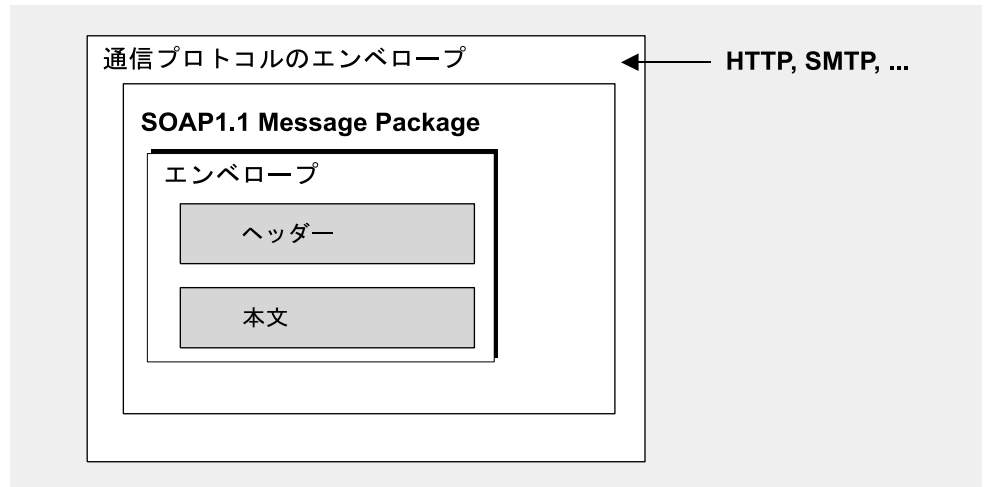 通信プロトコルのエンベロープ
HTTP, SMTP, ...
SOAP1.1 Message Package
エンベロープ
ヘッダー
本文